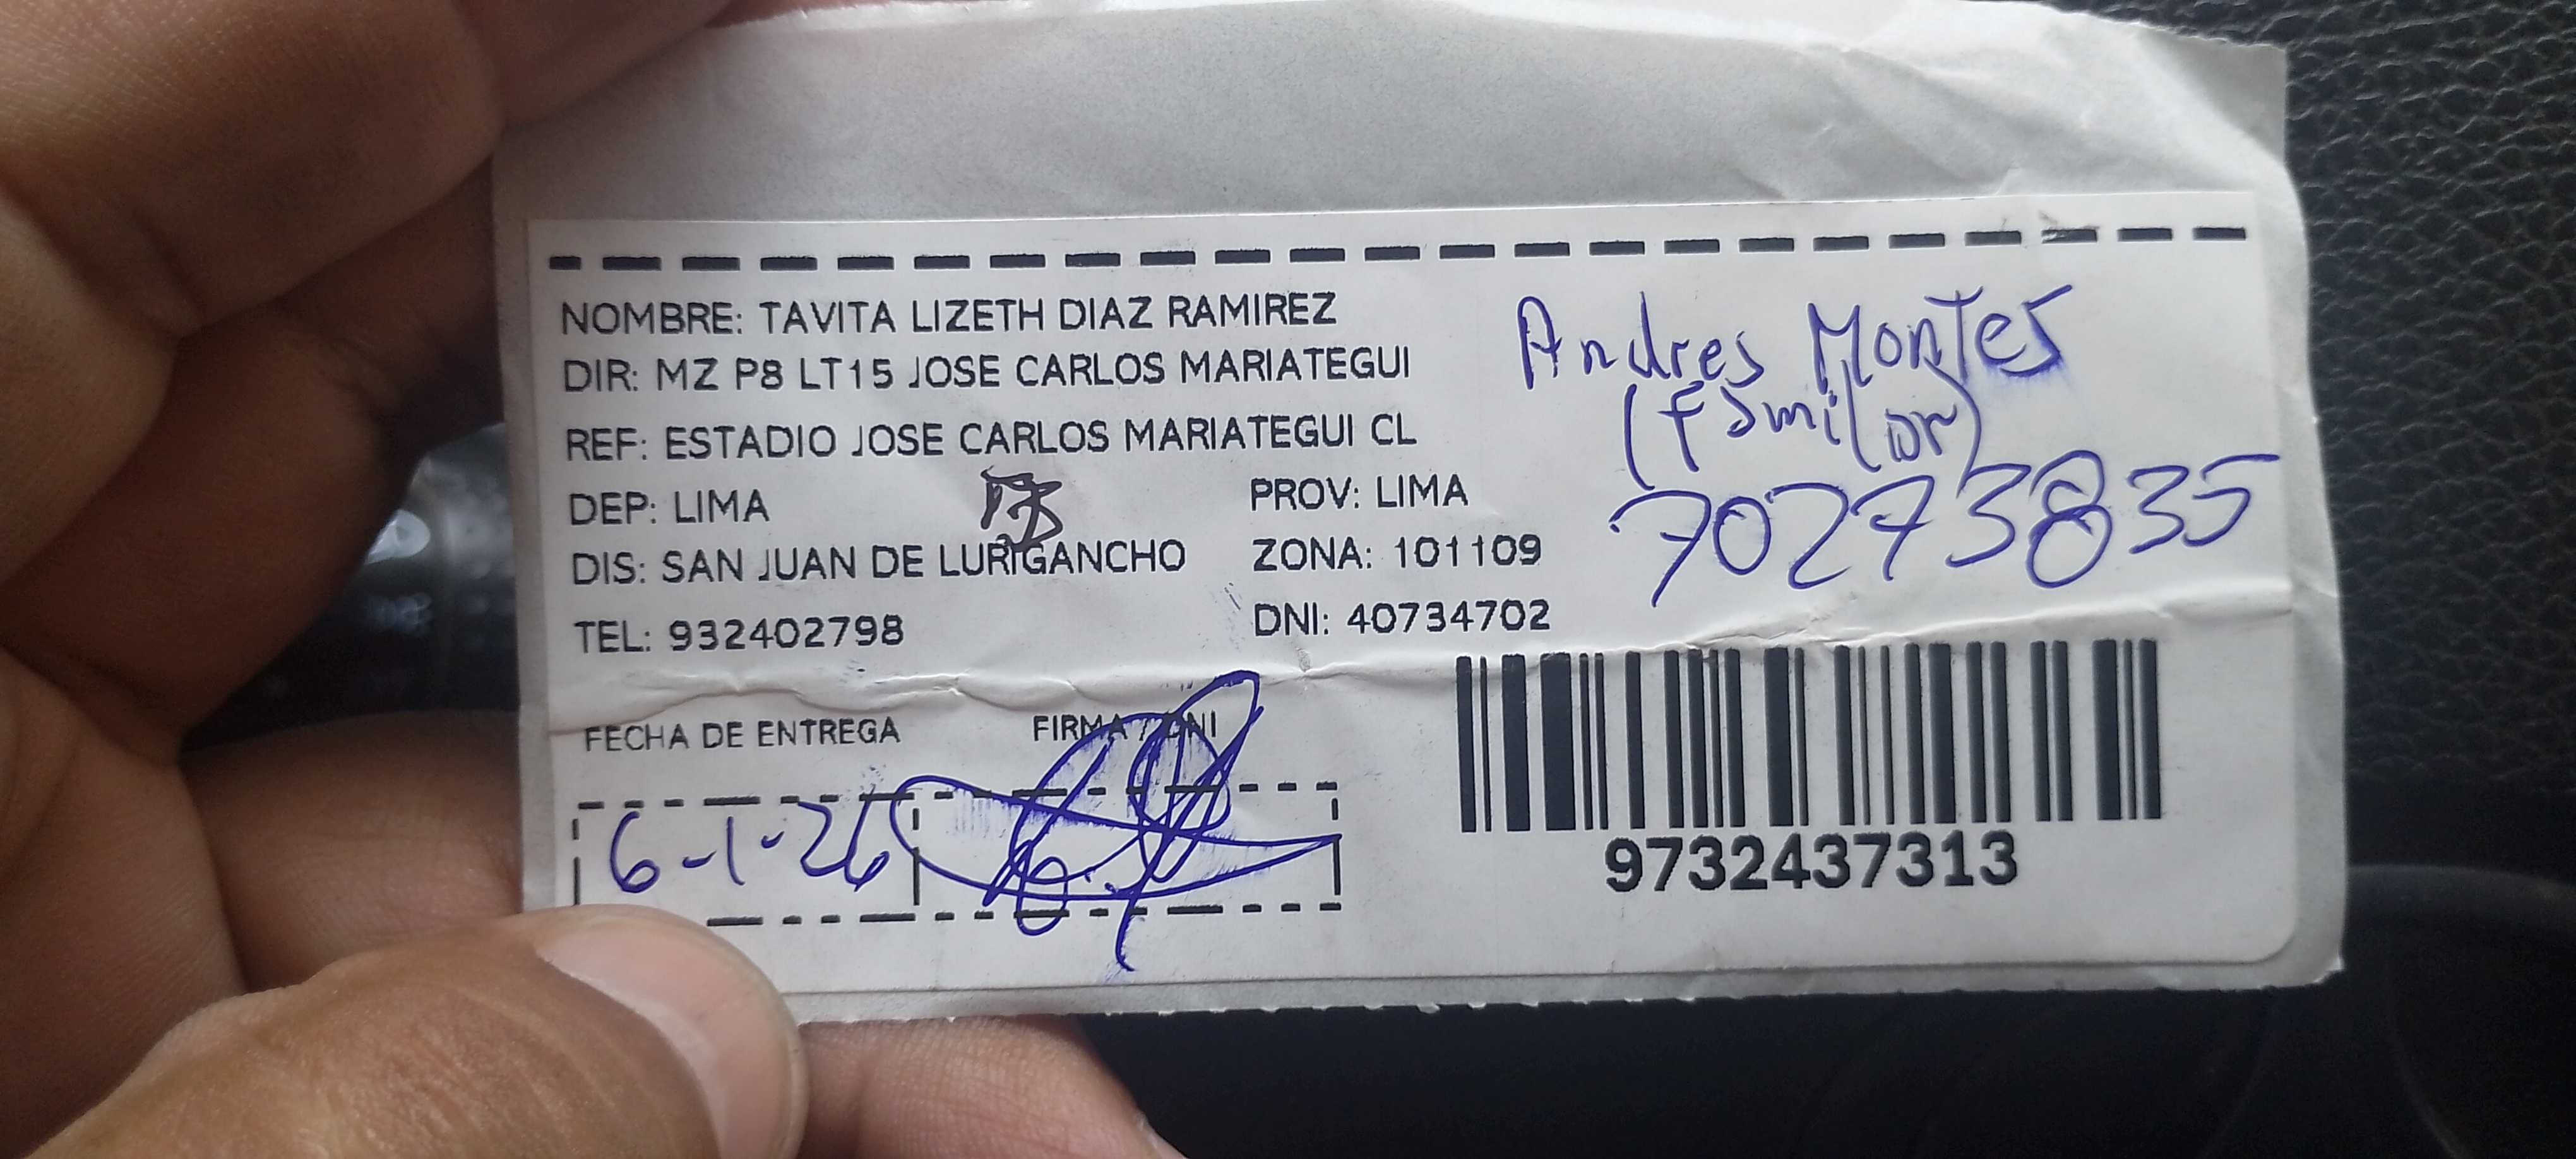 NOMBRE: TAVITA LIZETH DIAZ RAMIREZ
DIR: MZ P8 LT15 JOSE CARLOS MARIATEGUI
REF: ESTADIO JOSE CARLOS MARIATEGUI CL
DEP: LIMA PROV: LIMA
DIS: SAN JUAN DE LURIGANCHO ZONA: 101109
TEL: 932402798 DNI: 40734702
Andres Montes
(Familiar)
70273835
FECHA DE ENTREGA FIRMA / DNI
6-1-26
9732437313